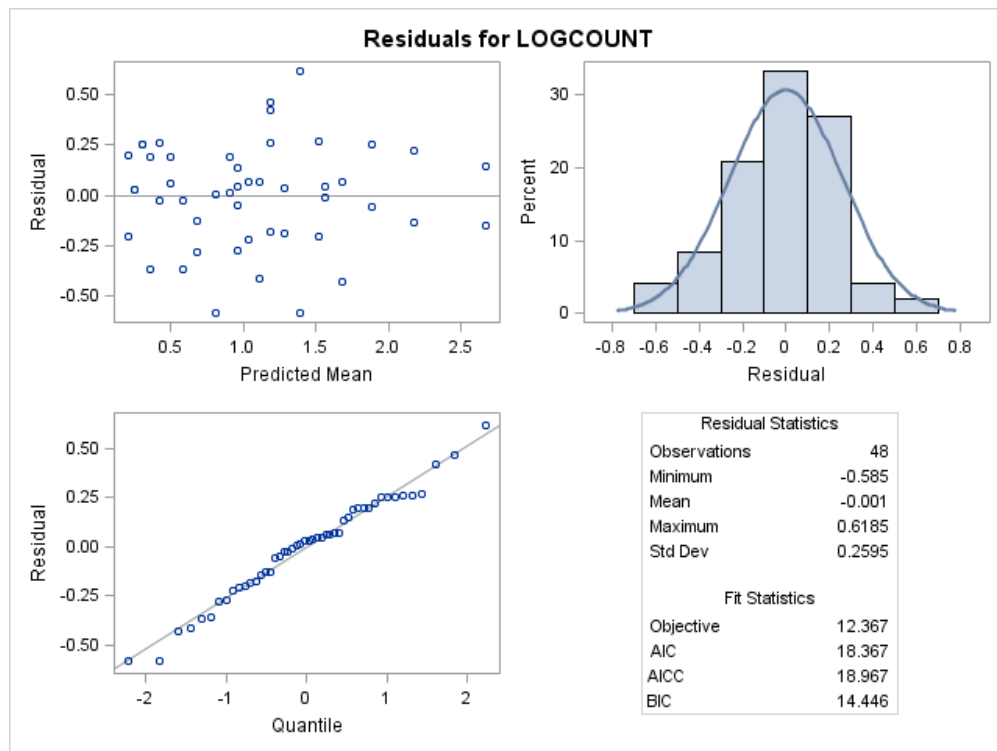 Residuals for LOGCOUNT
0.50
0.25
0.00
-0.25
-0.50
Residual
0.5 1.0 1.5 2.0 2.5
Predicted Mean
30
20
10
0
Percent
-0.8 -0.6 -0.4 -0.2 0 0.2 0.4 0.6 0.8
Residual
0.50
0.25
0.00
-0.25
-0.50
Residual
-2 -1 0 1 2
Quantile
Residual Statistics
Observations 48
Minimum -0.585
Mean -0.001
Maximum 0.6185
Std Dev 0.2595
Fit Statistics
Objective 12.367
AIC 18.367
AICC 18.967
BIC 14.446